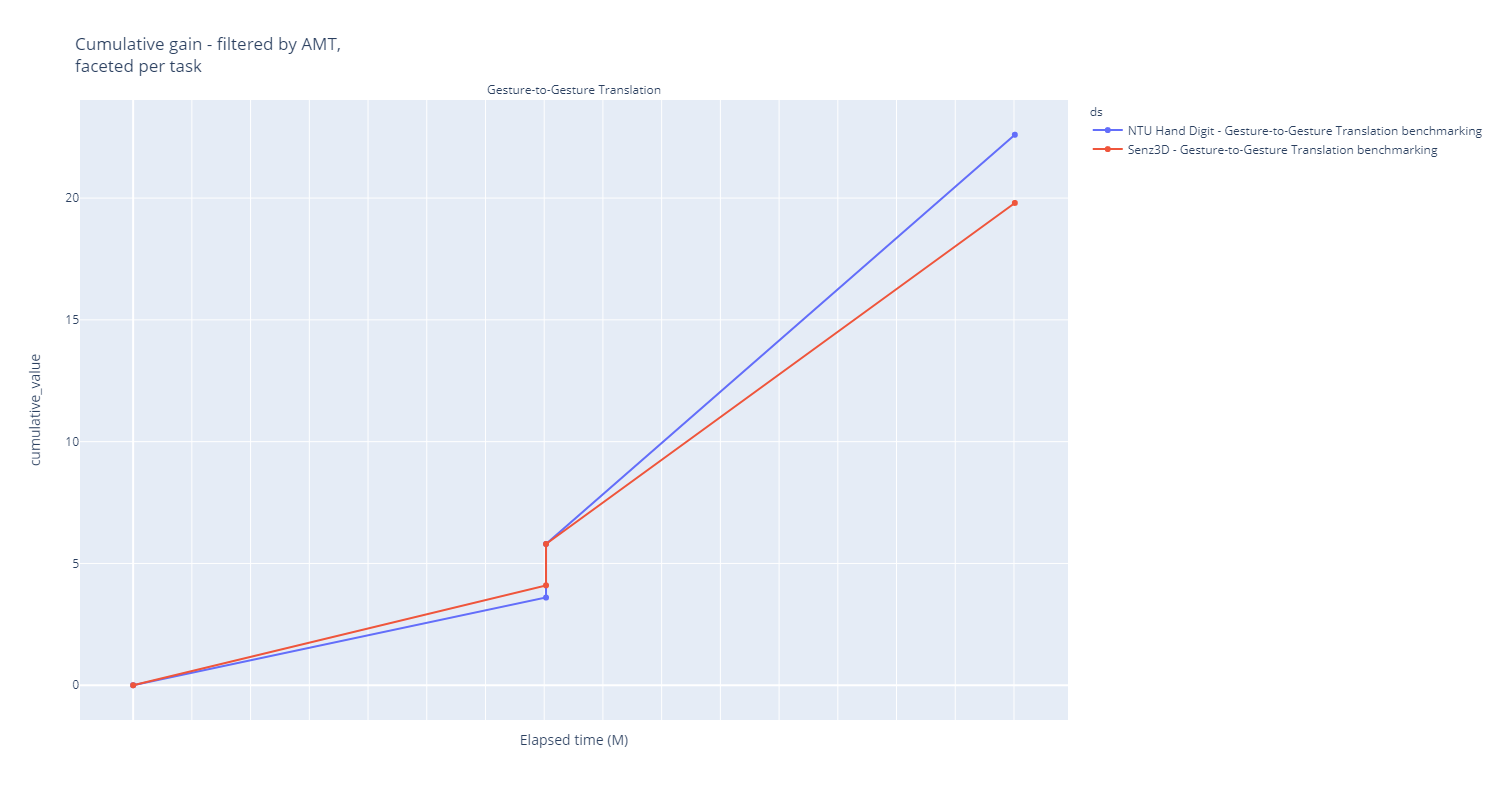 Cumulative gain - filtered by AMT,
faceted per task
Gesture-to-Gesture Translation
ds
NTU Hand Digit - Gesture-to-Gesture Translation benchmarking
Senz3D - Gesture-to-Gesture Translation benchmarking
20
15
10
5
0
cumulative_value
Elapsed time (M)